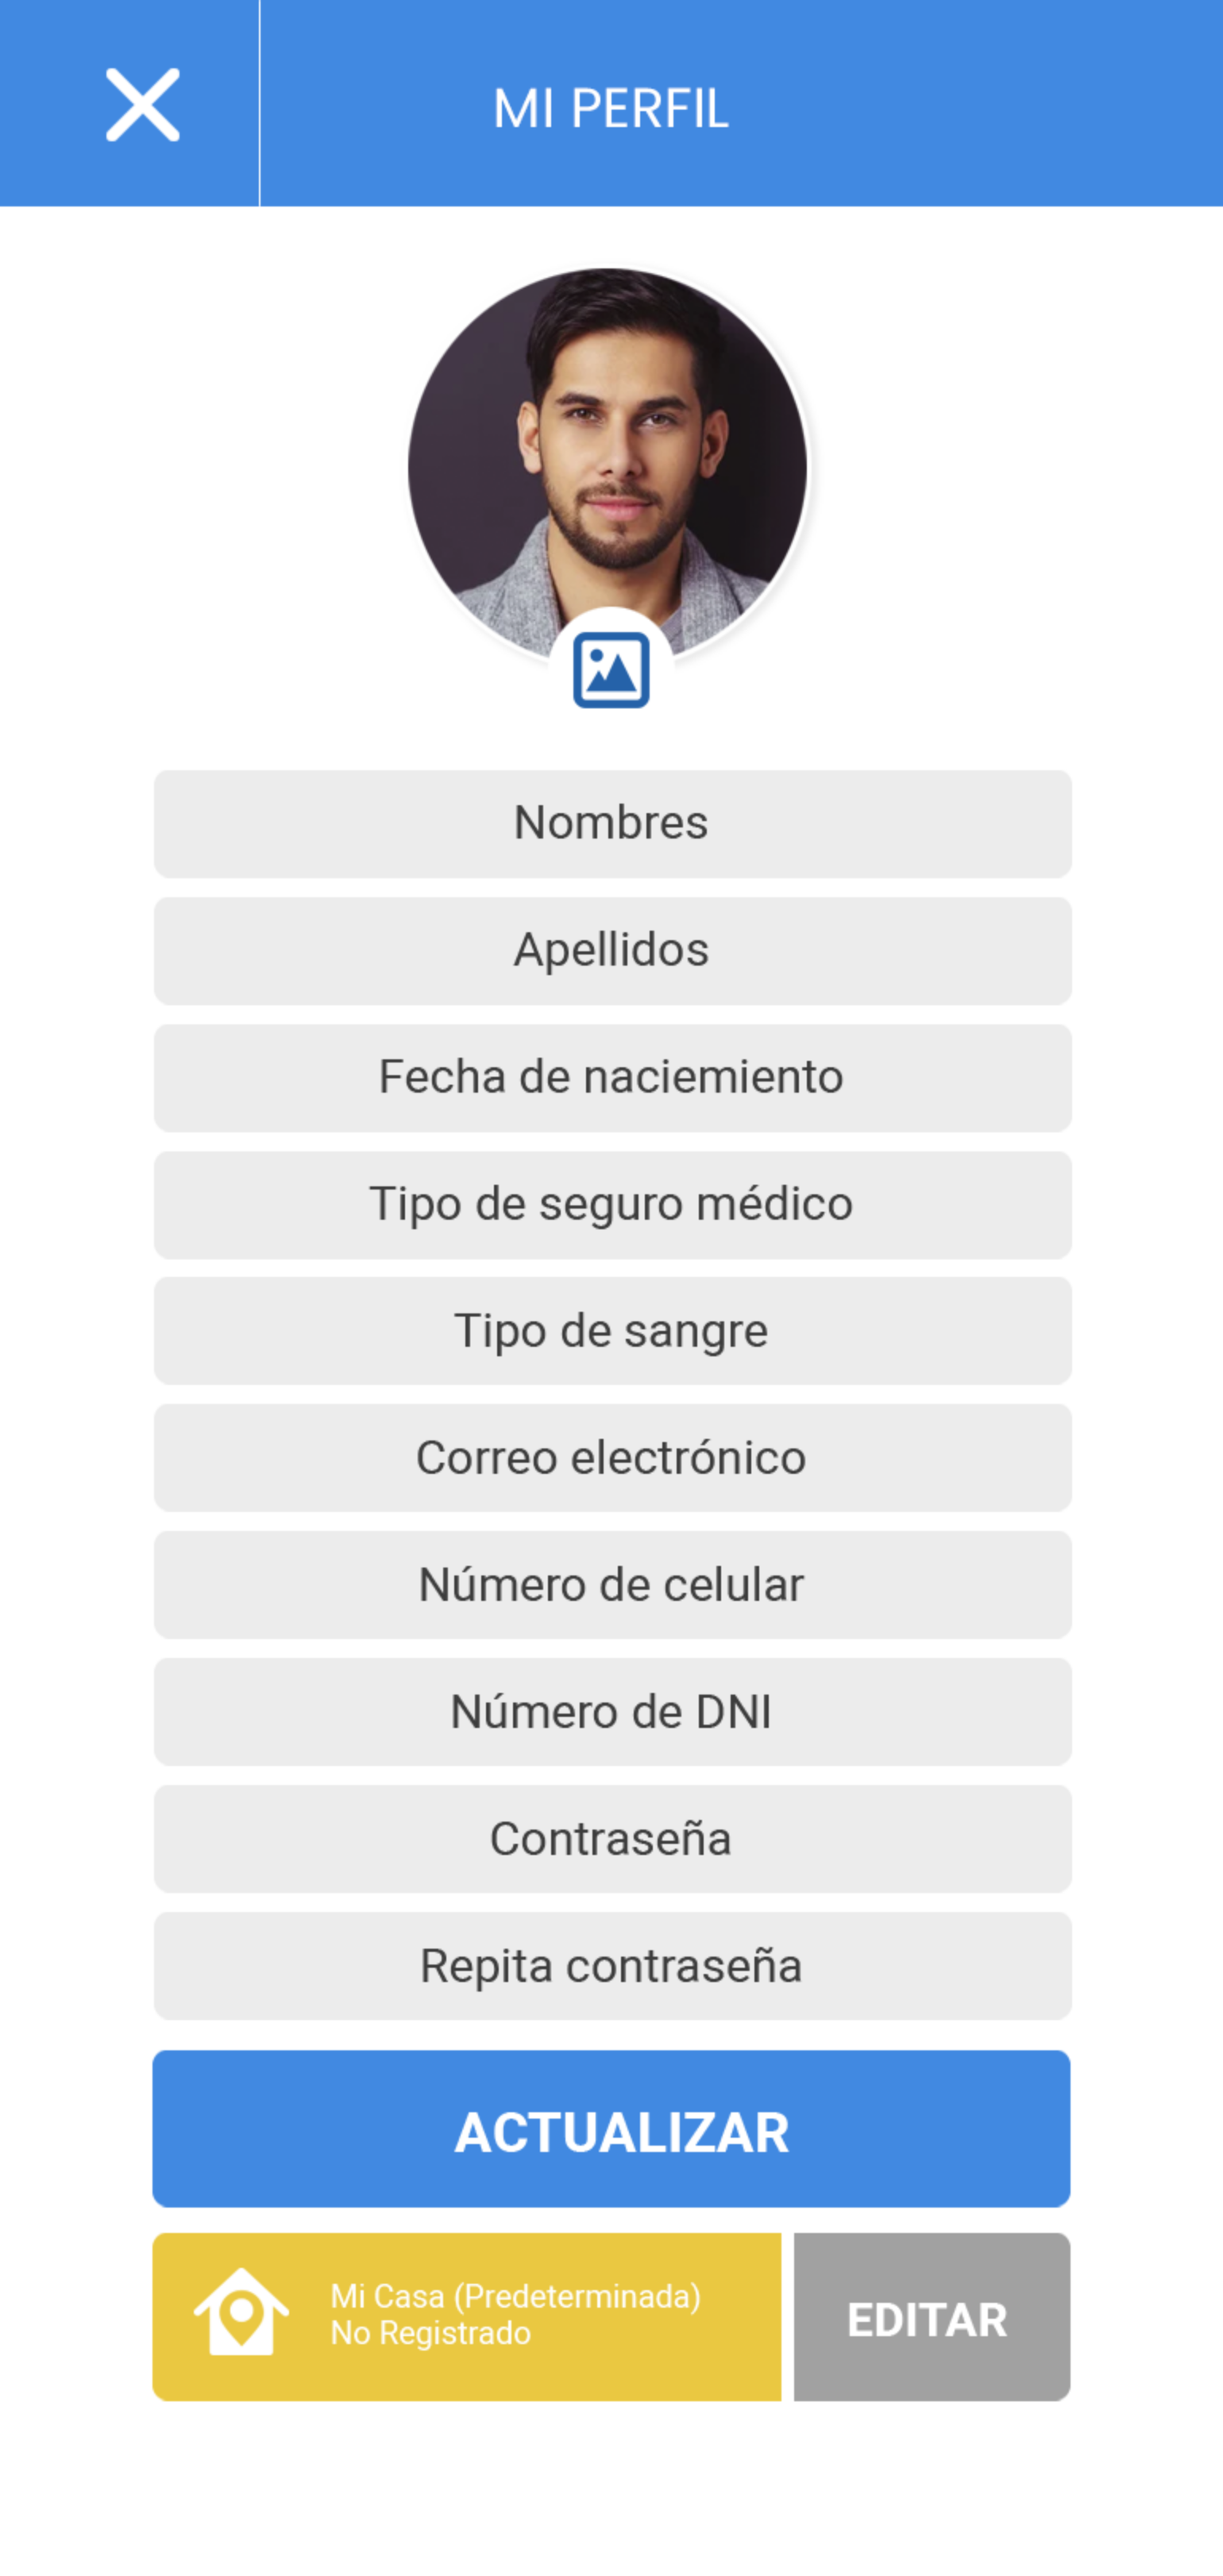 MI PERFIL
Nombres
Apellidos
Fecha de naciemiento
Tipo de seguro médico
Tipo de sangre
Correo electrónico
Número de celular
Número de DNI
Contraseña
Repita contraseña
ACTUALIZAR
Mi Casa (Predeterminada)
No Registrado
EDITAR